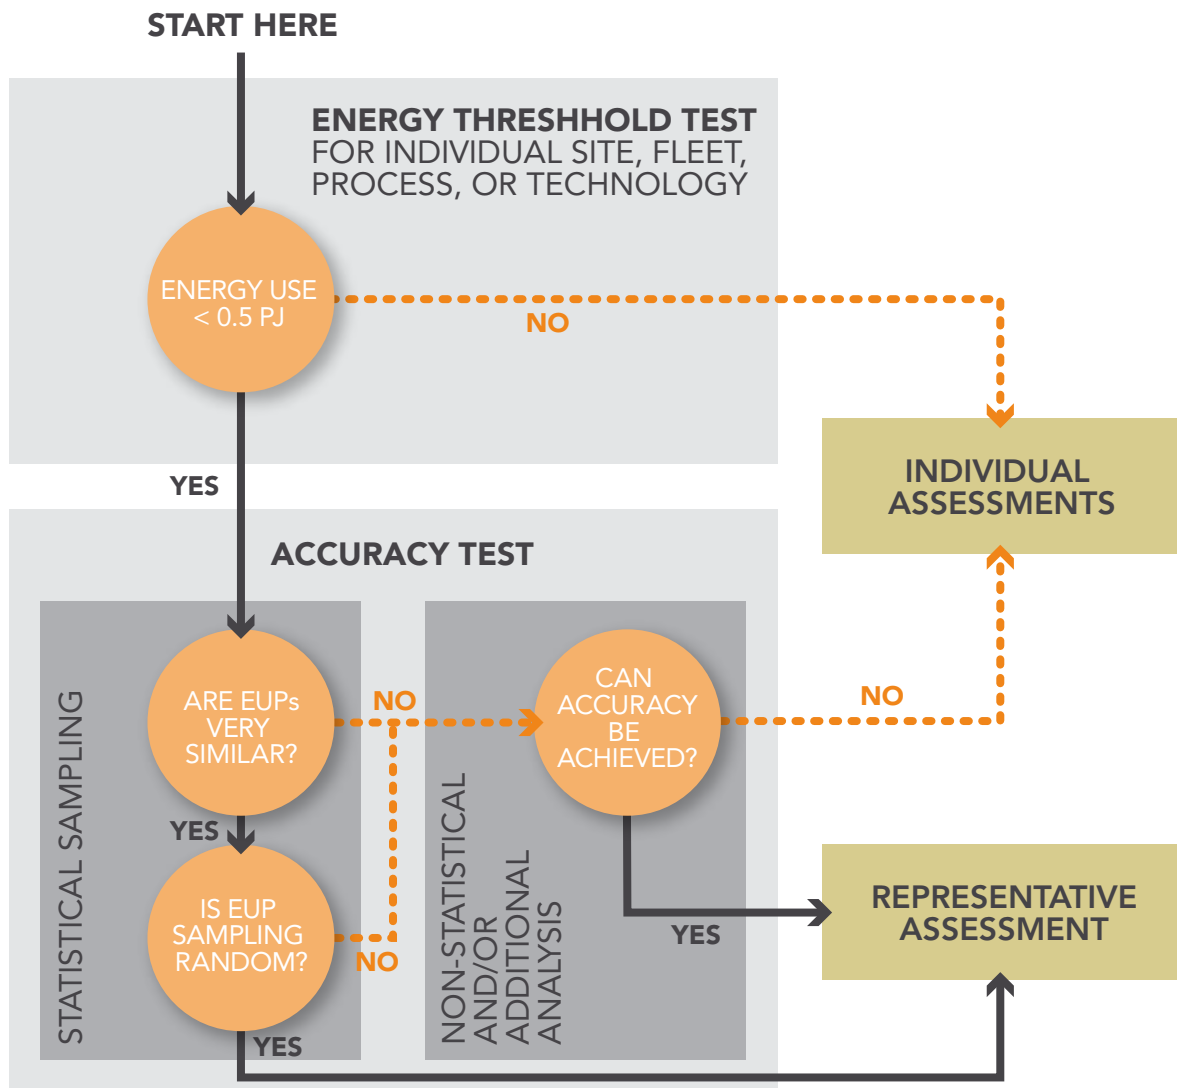 START HERE
ENERGY THRESHHOLD TEST
FOR INDIVIDUAL SITE, FLEET,
PROCESS, OR TECHNOLOGY
ENERGY USE
< 0.5 PJ
NO
INDIVIDUAL
ASSESSMENTS
YES
ACCURACY TEST
STATISTICAL SAMPLING
ARE EUPs
VERY
SIMILAR?
NO
CAN
ACCURACY
BE
ACHIEVED?
NO
YES
IS EUP
SAMPLING
RANDOM?
NO
YES
NON-STATISTICAL
AND/OR
ADDITIONAL
ANALYSIS
YES
REPRESENTATIVE
ASSESSMENT